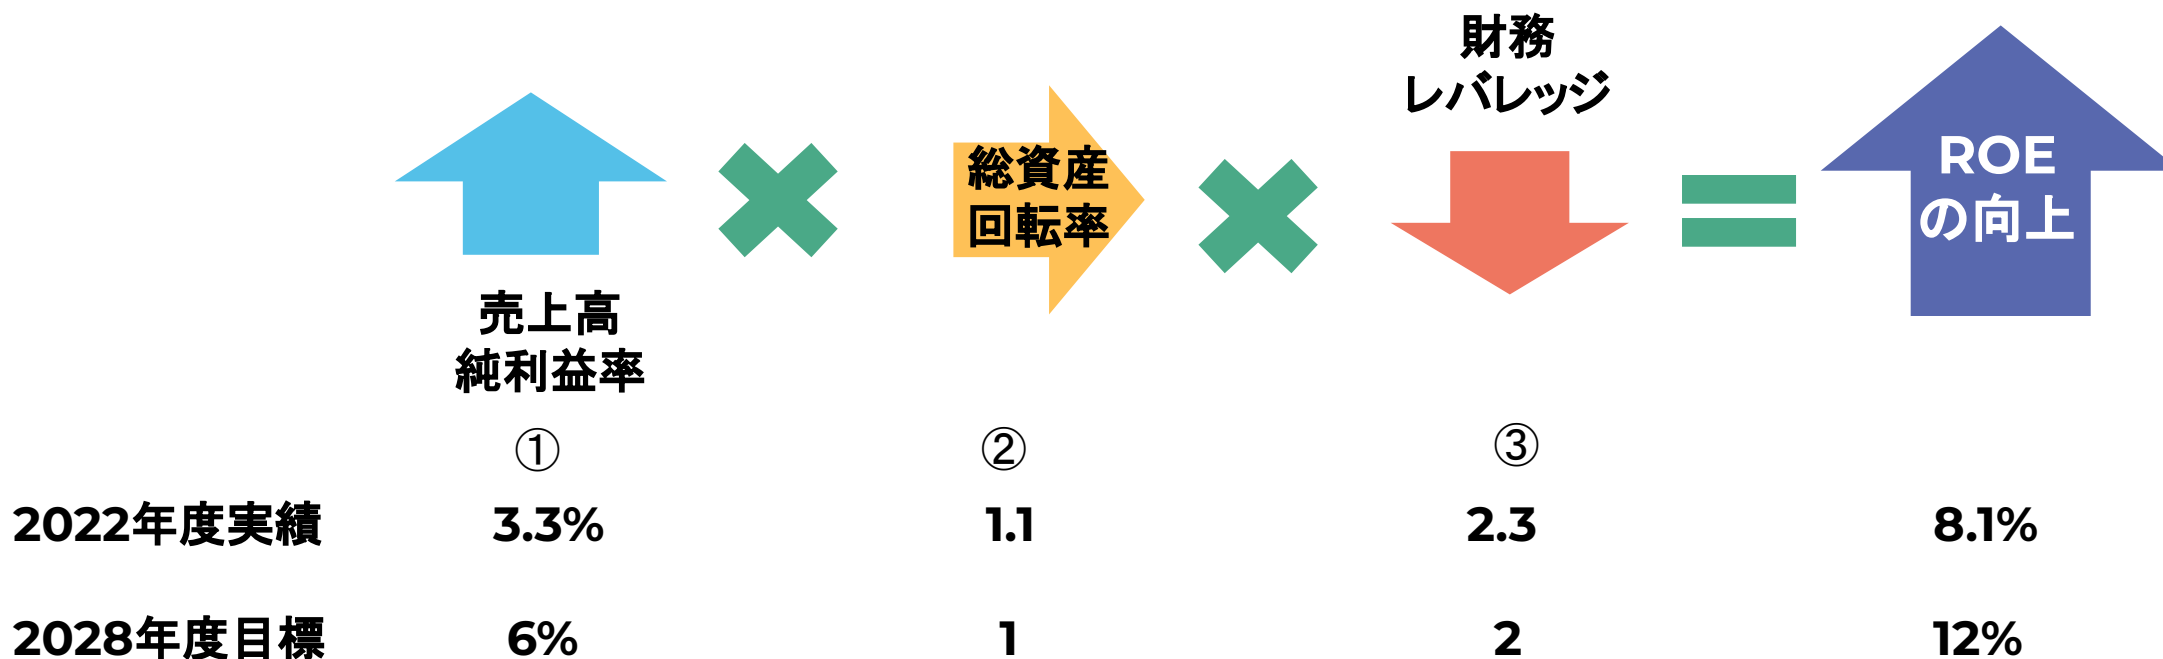 財務
レバレッジ
総資産
回転率
ROE
の向上
売上高
純利益率
① ② ③
2022年度実績 3.3% 1.1 2.3 8.1%
2028年度目標 6% 1 2 12%